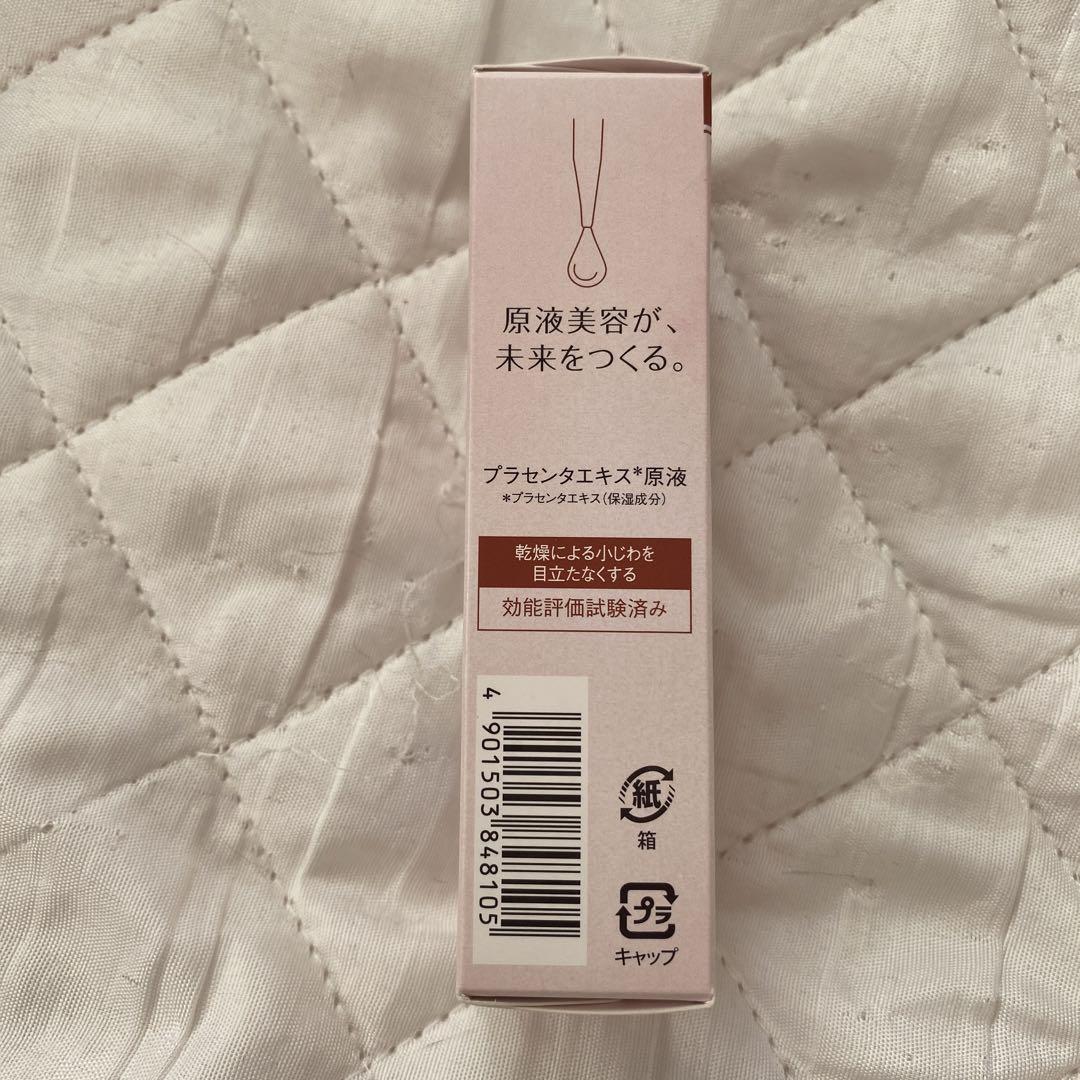 原液美容が、
未来をつくる。
プラセンタエキス*原液
*プラセンタエキス(保湿成分)
乾燥による小じわを
目立たなくする
効能評価試験済み
4 901503 848105
紙
箱
プラ
キャップ